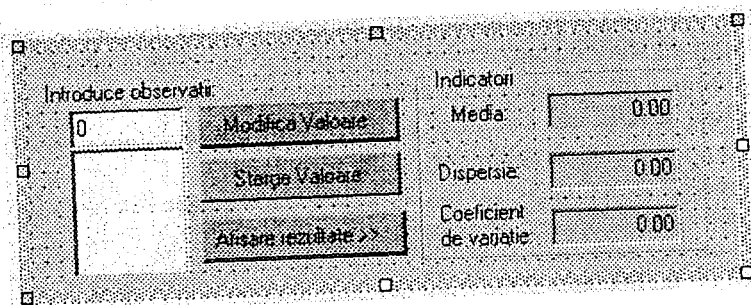 Introduce observatii:
0
Modifica Valoare
Sterge Valoare
Afisare rezultate >>
Indicatori
Media:
0.00
Dispersia:
0.00
Coeficient
de variatie
0.00